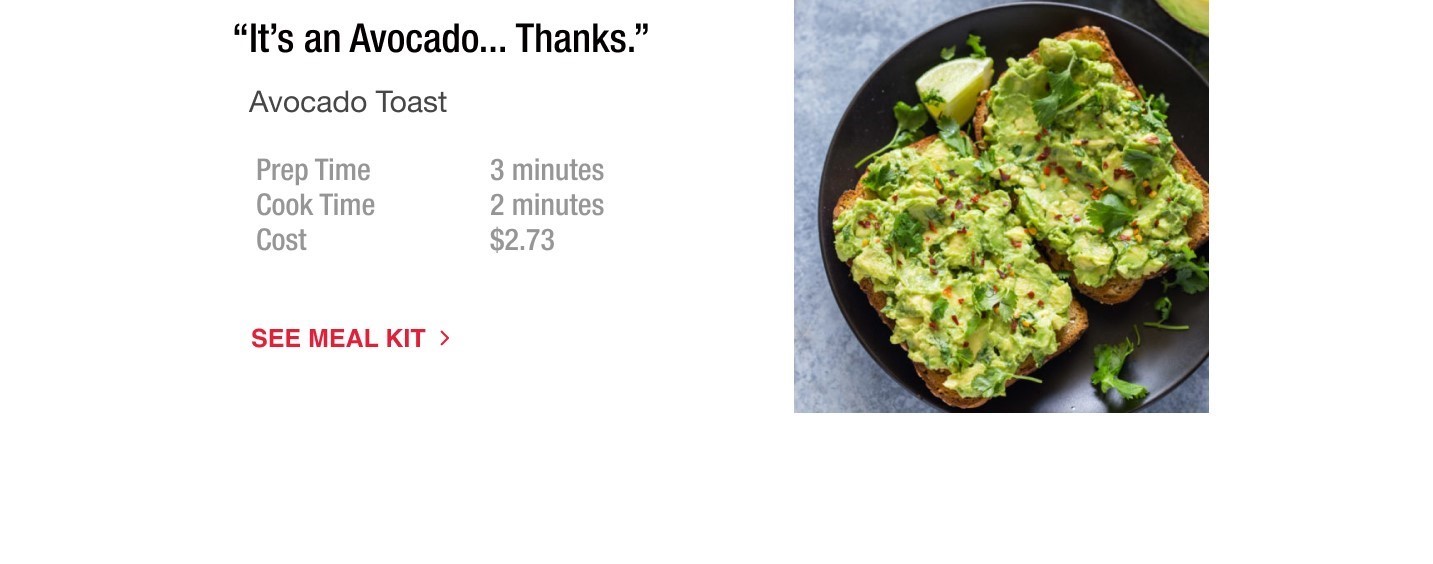 “It’s an Avocado... Thanks.”
Avocado Toast
Prep Time 3 minutes
Cook Time 2 minutes
Cost $2.73
SEE MEAL KIT >